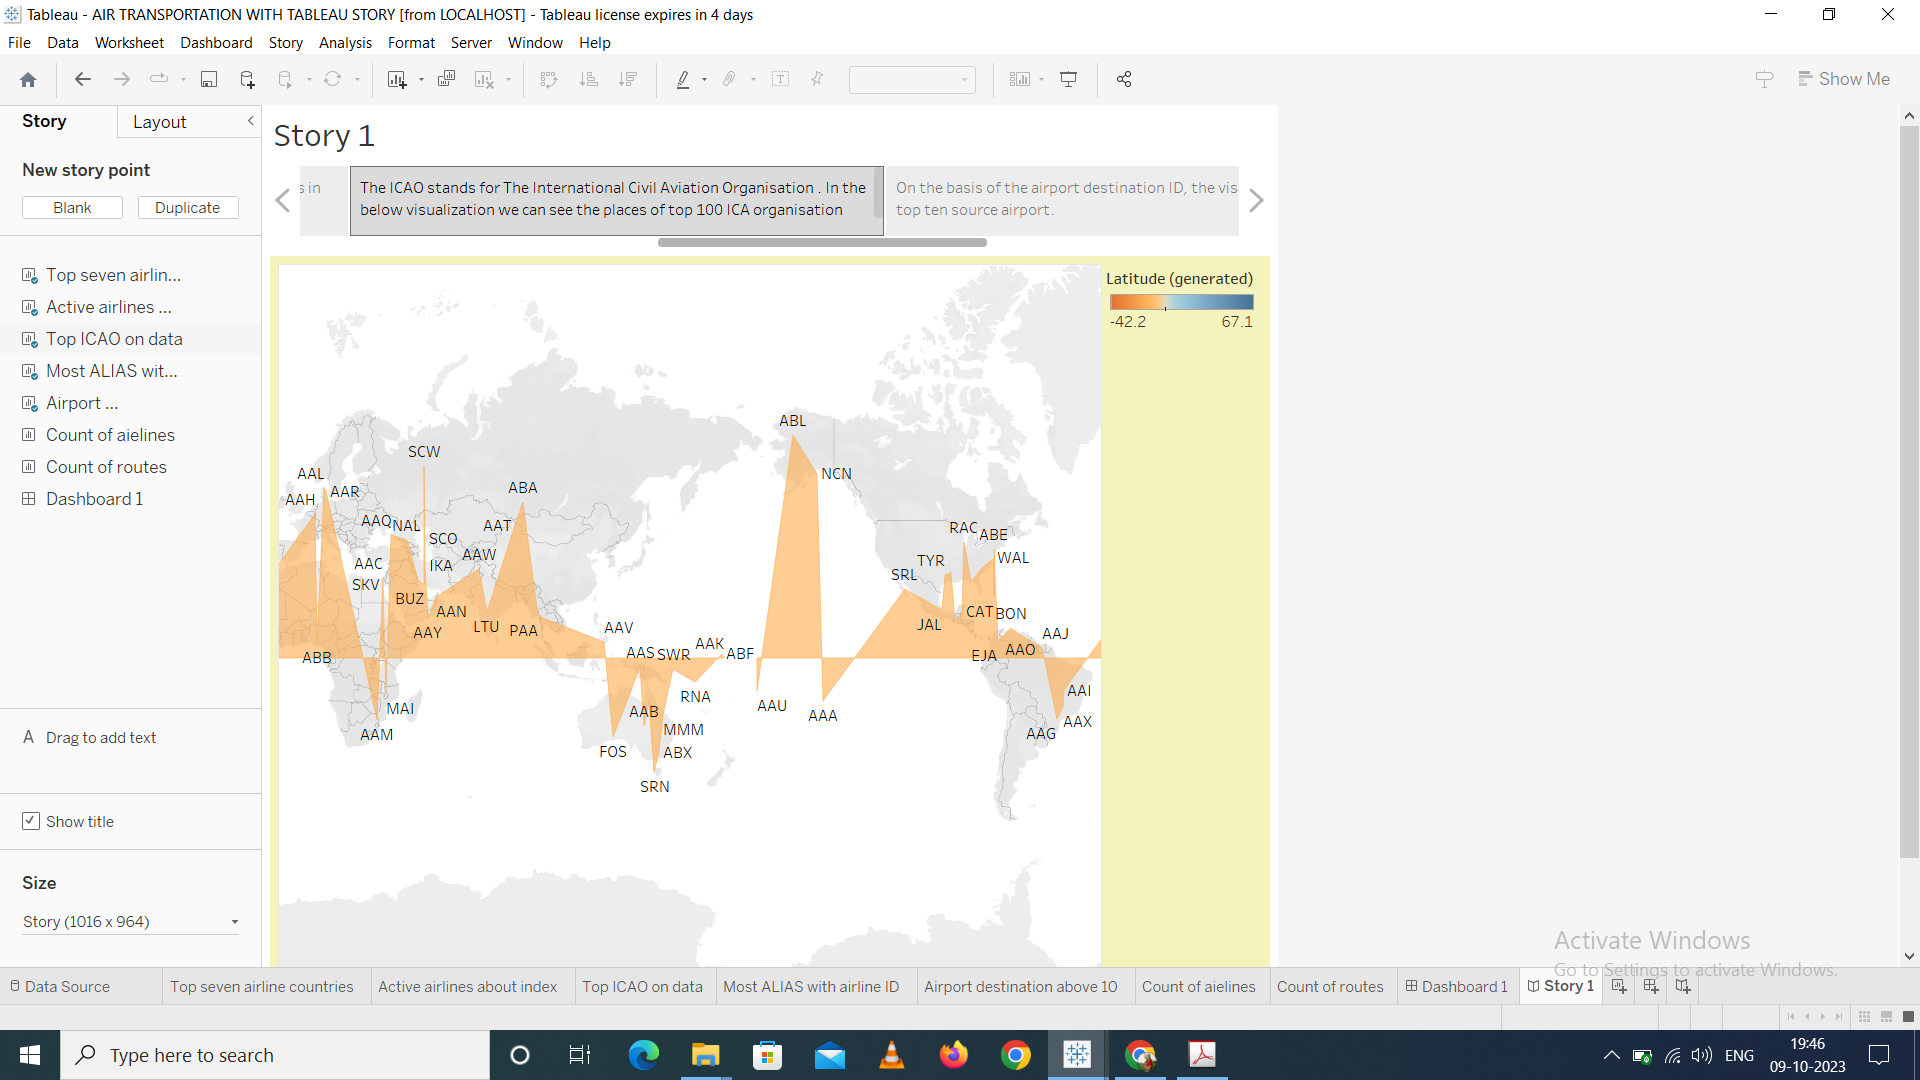 Tableau - AIR TRANSPORTATION WITH TABLEAU STORY [from LOCALHOST] - Tableau license expires in 4 days
File Data Worksheet Dashboard Story Analysis Format Server Window Help
Show Me
Story Layout
New story point
Blank Duplicate
Top seven airlin...
Active airlines ...
Top ICAO on data
Most ALIAS wit...
Airport ...
Count of aielines
Count of routes
Dashboard 1
A Drag to add text
Show title
Size
Story (1016 x 964)
Story 1
s in
The ICAO stands for The International Civil Aviation Organisation . In the
below visualization we can see the places of top 100 ICA organisation
On the basis of the airport destination ID, the vis
top ten source airport.
Latitude (generated)
-42.2 67.1
ABL
SCW
AAL
NCN
ABA
AAR
AAH
AAQ
NAL
AAT
RAC
ABE
SCO
AAW
WAL
TYR
AAC
IKA
SRL
SKV
BUZ
AAN
CAT
BON
JAL
LTU
PAA
AAV
AAY
AAJ
AAK
AAO
AAS
SWR
ABF
EJA
ABB
AAI
RNA
AAU
MAI
AAB
AAA
AAX
MMM
AAM
AAG
FOS
ABX
SRN
Activate Windows
Go to Settings to activate Windows.
Data Source Top seven airline countries Active airlines about index Top ICAO on data Most ALIAS with airline ID Airport destination above 10 Count of aielines Count of routes Dashboard 1 Story 1
Type here to search
ENG
19:46
09-10-2023